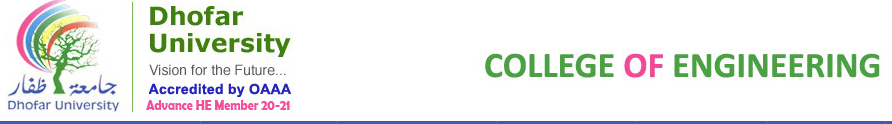 جامعة ظفار
Dhofar University
Dhofar
University
Vision for the Future...
Accredited by OAAA
Advance HE Member 20-21
COLLEGE OF ENGINEERING